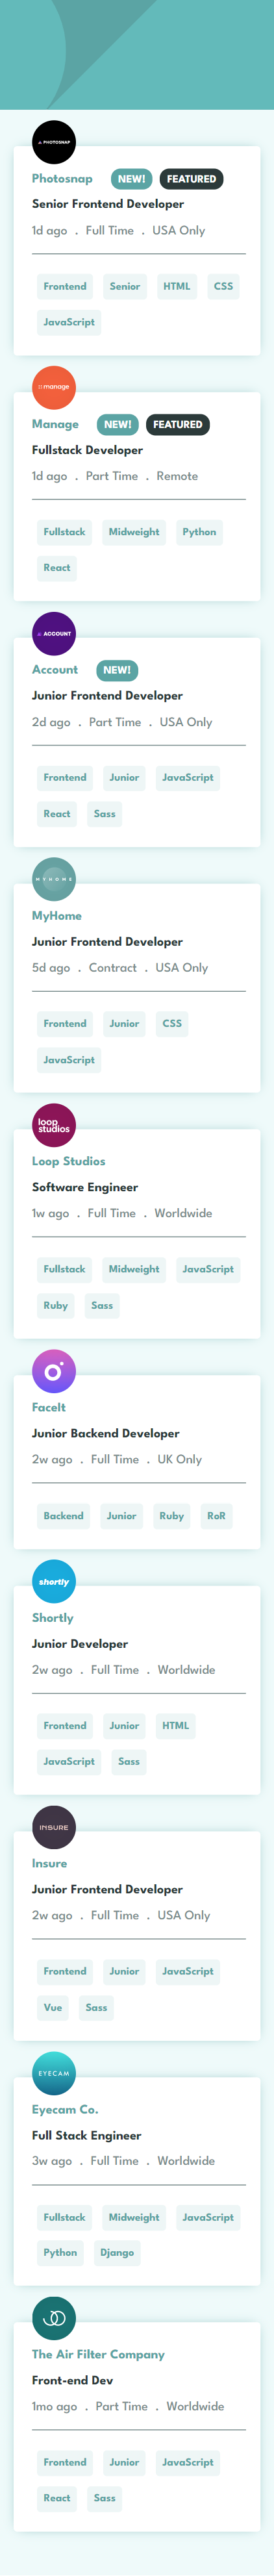 PHOTOSNAP
Photosnap NEW! FEATURED
Senior Frontend Developer
1d ago . Full Time . USA Only
Frontend Senior HTML CSS
JavaScript
manage
Manage NEW! FEATURED
Fullstack Developer
1d ago . Part Time . Remote
Fullstack Midweight Python
React
ACCOUNT
Account NEW!
Junior Frontend Developer
2d ago . Part Time . USA Only
Frontend Junior JavaScript
React Sass
MYHOME
MyHome
Junior Frontend Developer
5d ago . Contract . USA Only
Frontend Junior CSS
JavaScript
loop
studios
Loop Studios
Software Engineer
1w ago . Full Time . Worldwide
Fullstack Midweight JavaScript
Ruby Sass
FaceIt
Junior Backend Developer
2w ago . Full Time . UK Only
Backend Junior Ruby RoR
shortly
Shortly
Junior Developer
2w ago . Full Time . Worldwide
Frontend Junior HTML
JavaScript Sass
INSURE
Insure
Junior Frontend Developer
2w ago . Full Time . USA Only
Frontend Junior JavaScript
Vue Sass
EYECAM
Eyecam Co.
Full Stack Engineer
3w ago . Full Time . Worldwide
Fullstack Midweight JavaScript
Python Django
The Air Filter Company
Front-end Dev
1mo ago . Part Time . Worldwide
Frontend Junior JavaScript
React Sass